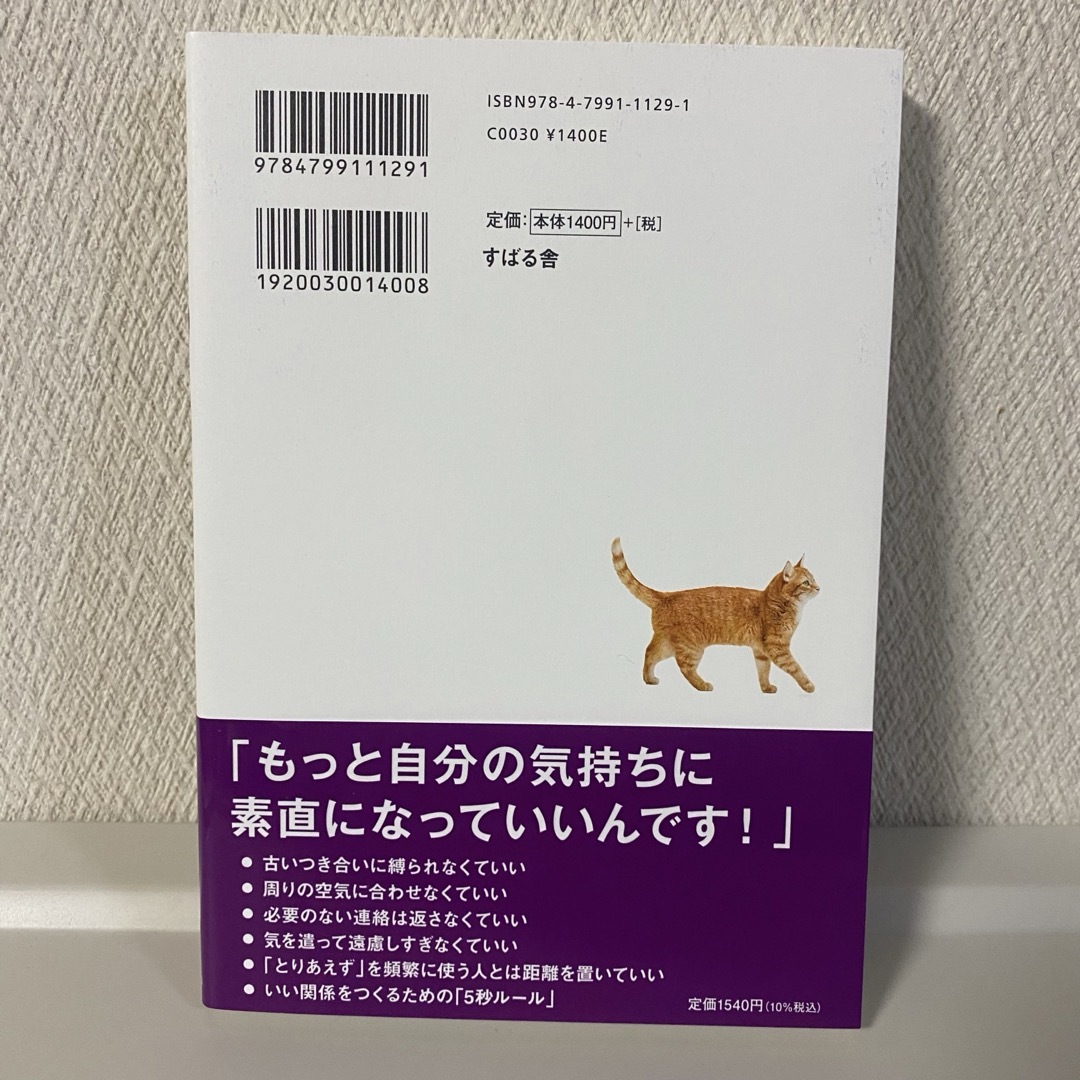 ISBN978-4-7991-1129-1
C0030 ¥1400E
9784799111291
定価：本体1400円+[税]
1920030014008
すばる舎
「もっと自分の気持ちに
素直になっていいんです！」
● 古いつき合いに縛られなくていい
● 周りの空気に合わせなくていい
● 必要のない連絡は返さなくていい
● 気を遣って遠慮しすぎなくていい
● 「とりあえず」を頻繁に使う人とは距離を置いていい
● いい関係をつくるための「5秒ルール」
定価1540円（10%税込）